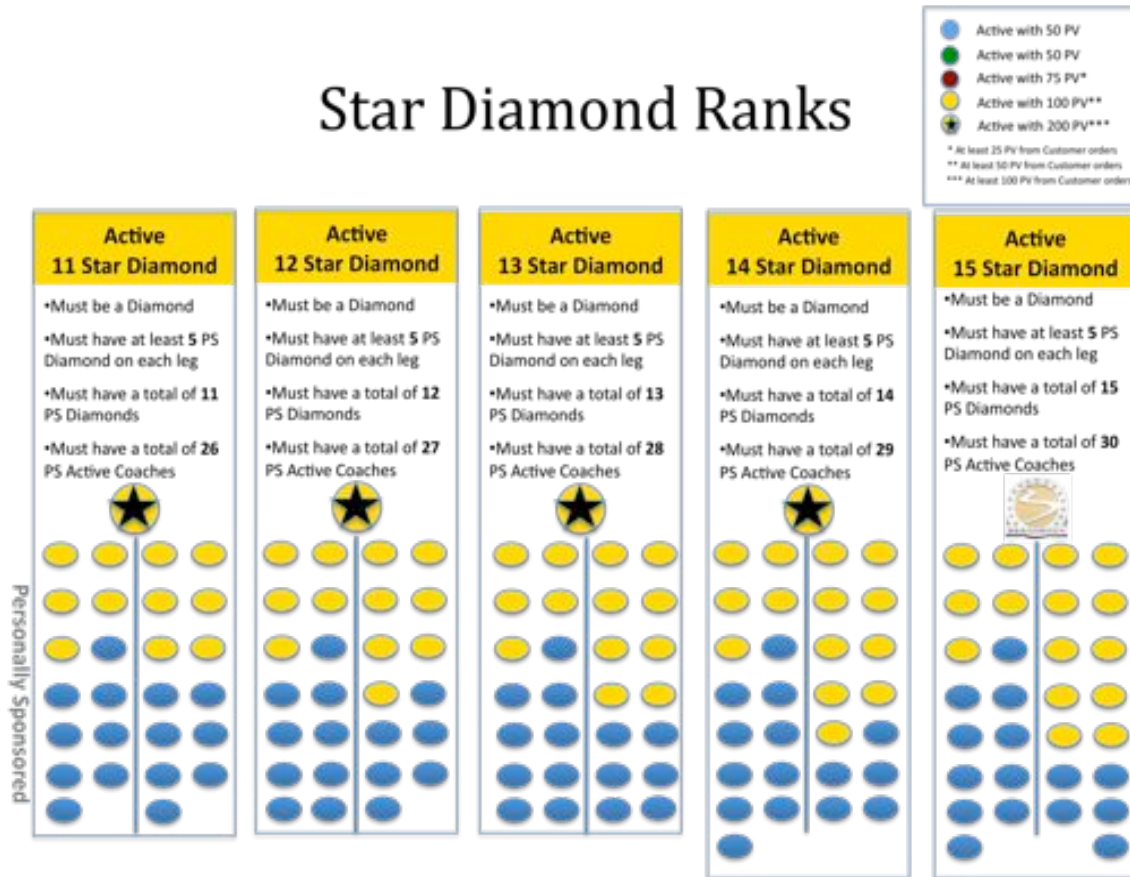 Active with 50 PV
Active with 50 PV
Active with 75 PV*
Active with 100 PV**
Active with 200 PV***
* At least 25 PV from Customer orders
** At least 50 PV from Customer orders
*** At least 100 PV from Customer orders
Star Diamond Ranks
Active
11 Star Diamond
•Must be a Diamond
•Must have at least 5 PS
Diamond on each leg
•Must have a total of 11
PS Diamonds
•Must have a total of 26
PS Active Coaches
Active
12 Star Diamond
•Must be a Diamond
•Must have at least 5 PS
Diamond on each leg
•Must have a total of 12
PS Diamonds
•Must have a total of 27
PS Active Coaches
Active
13 Star Diamond
•Must be a Diamond
•Must have at least 5 PS
Diamond on each leg
•Must have a total of 13
PS Diamonds
•Must have a total of 28
PS Active Coaches
Active
14 Star Diamond
•Must be a Diamond
•Must have at least 5 PS
Diamond on each leg
•Must have a total of 14
PS Diamonds
•Must have a total of 29
PS Active Coaches
Active
15 Star Diamond
•Must be a Diamond
•Must have at least 5 PS
Diamond on each leg
•Must have a total of 15
PS Diamonds
•Must have a total of 30
PS Active Coaches
Personally Sponsored